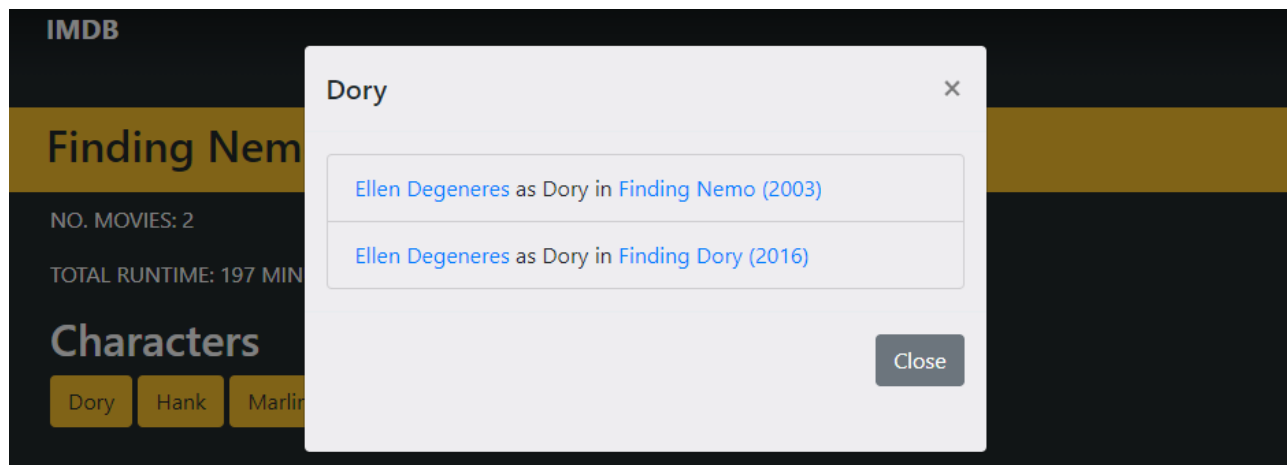 IMDB
Dory ×
Finding Nem
Ellen Degeneres as Dory in Finding Nemo (2003)
NO. MOVIES: 2
Ellen Degeneres as Dory in Finding Dory (2016)
TOTAL RUNTIME: 197 MIN
Characters
Close
Dory Hank Marlin